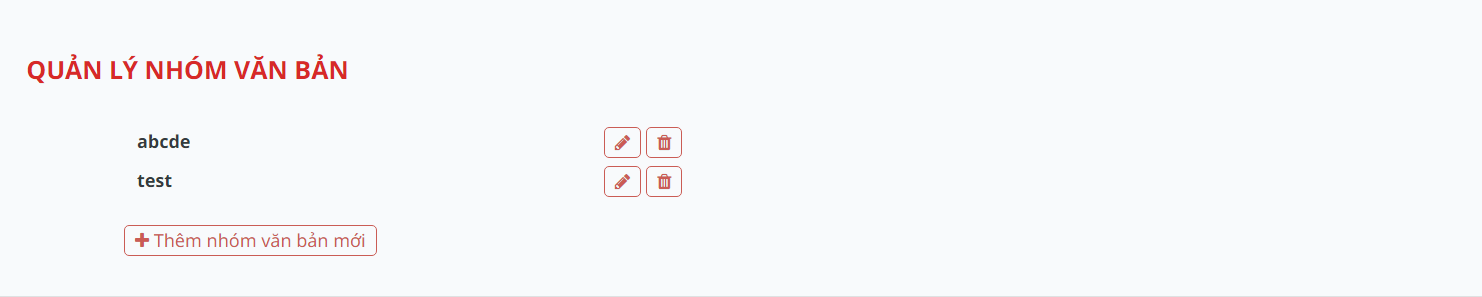 QUẢN LÝ NHÓM VĂN BẢN
abcde
test
Thêm nhóm văn bản mới